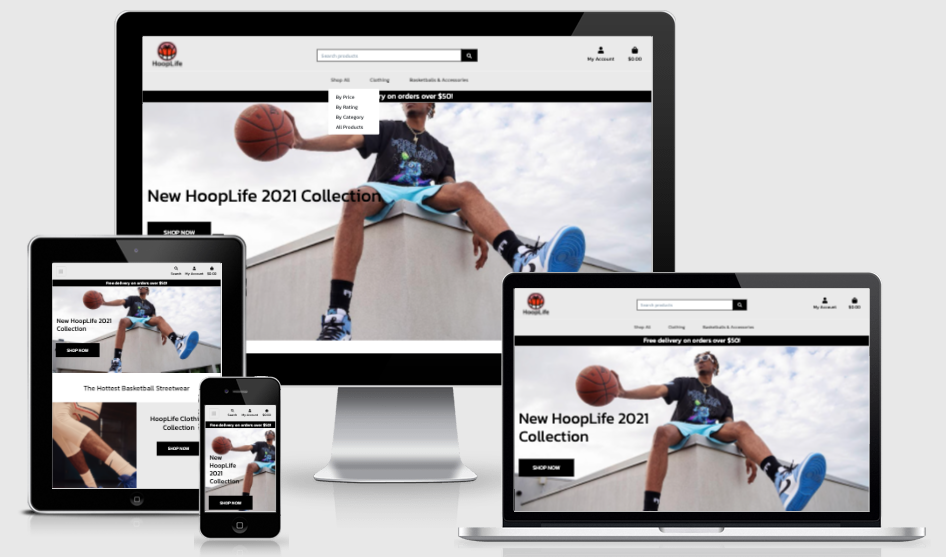 HoopLife
Search products
My Account
$0.00
Shop All
Clothing
Basketballs & Accessories
ry on orders over $50!
By Price
By Rating
By Category
All Products
New HoopLife 2021 Collection
SHOP NOW
Search
My Account
$0.00
Free delivery on orders over $50!
New HoopLife 2021
Collection
SHOP NOW
The Hottest Basketball Streetwear
HoopLife Clothi
Collection
SHOP NOW
Search
My Account
$0.00
Free delivery on orders over $50!
New
HoopLife
2021
Collection
SHOP NOW
HoopLife
Search products
My Account
$0.00
Shop All
Clothing
Basketballs & Accessories
Free delivery on orders over $50!
New HoopLife 2021
Collection
SHOP NOW